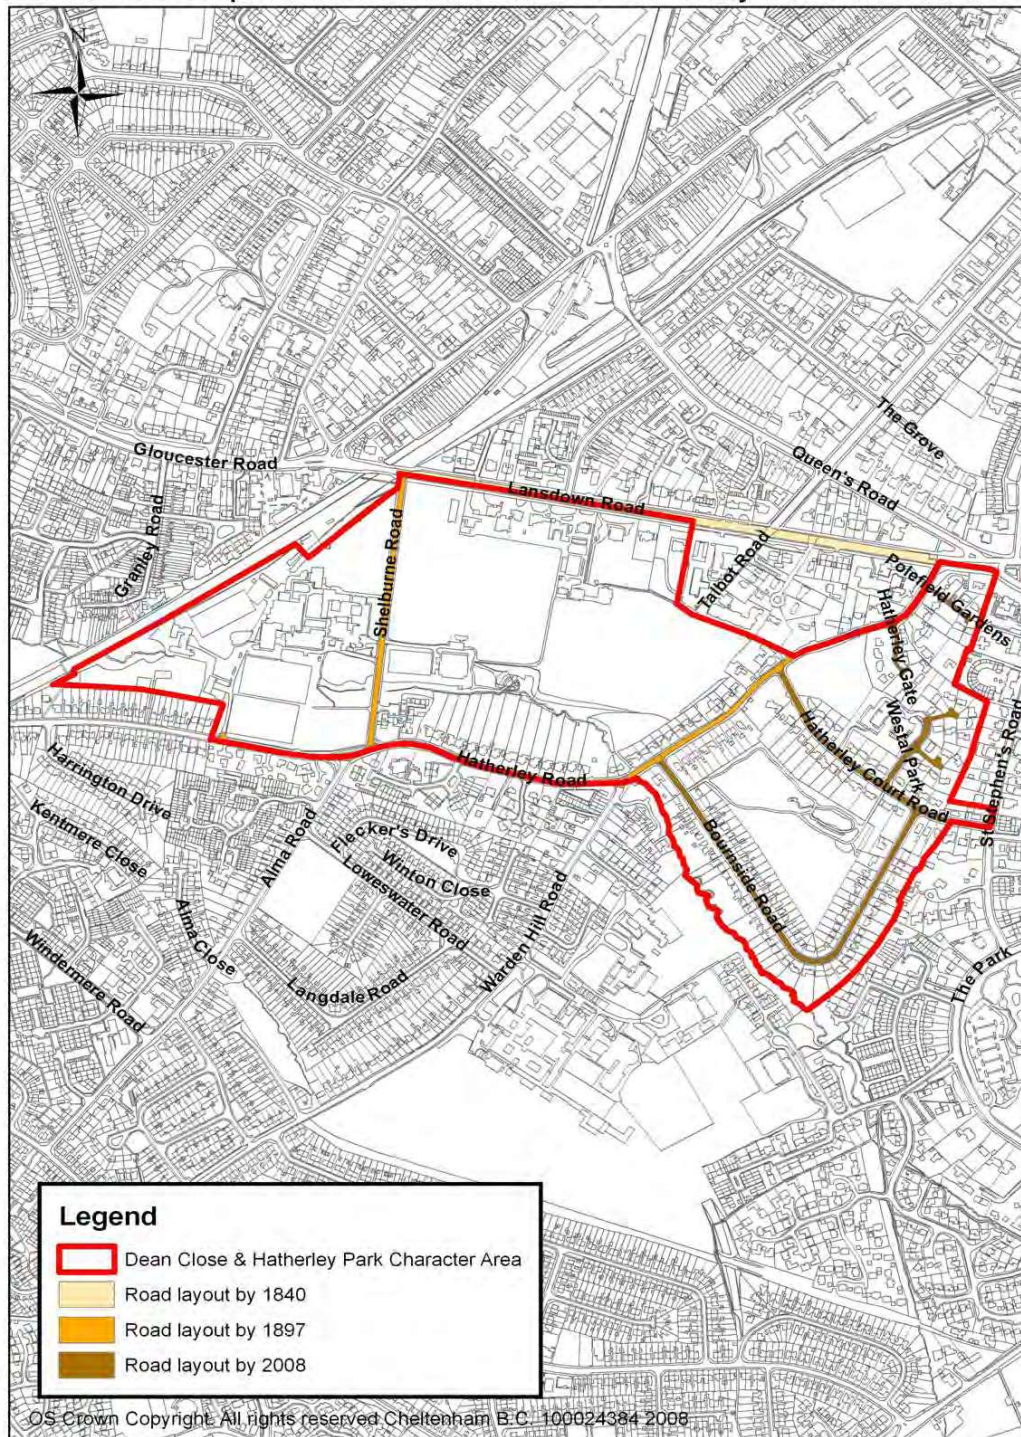 N
Gloucester Road
Granley Road
Lansdown Road
Shelburne Road
The Grove
Queen's Road
Talbot Road
Polefield Gardens
Hatherley Gate
Westal Park
Hatherley Court Road
St. Stephen's Road
Hatherley Road
Bournside Road
Harrington Drive
Kentmere Close
Alma Road
Flecker's Drive
Winton Close
Loweswater Road
Alma Close
Warden Hill Road
Windermere Road
Langdale Road
The Park
Legend
Dean Close & Hatherley Park Character Area
Road layout by 1840
Road layout by 1897
Road layout by 2008
OS Crown Copyright. All rights reserved Cheltenham B.C. 100024384 2008